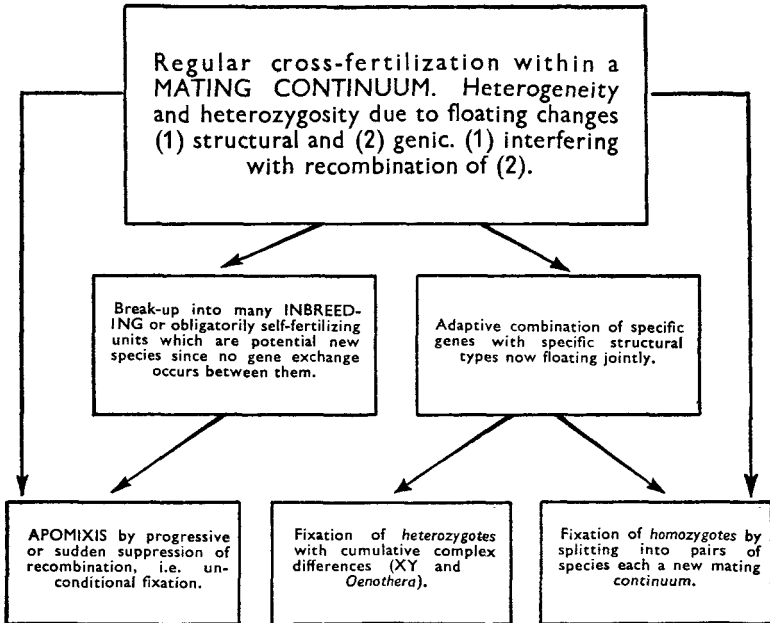 Regular cross-fertilization within a
MATING CONTINUUM. Heterogeneity
and heterozygosity due to floating changes
(1) structural and (2) genic. (1) interfering
with recombination of (2).
Break-up into many INBREED-
ING or obligatorily self-fertilizing
units which are potential new
species since no gene exchange
occurs between them.
Adaptive combination of specific
genes with specific structural
types now floating jointly.
APOMIXIS by progressive
or sudden suppression of
recombination, i.e. un-
conditional fixation.
Fixation of heterozygotes
with cumulative complex
differences (XY and
Oenothera).
Fixation of homozygotes by
splitting into pairs of
species each a new mating
continuum.